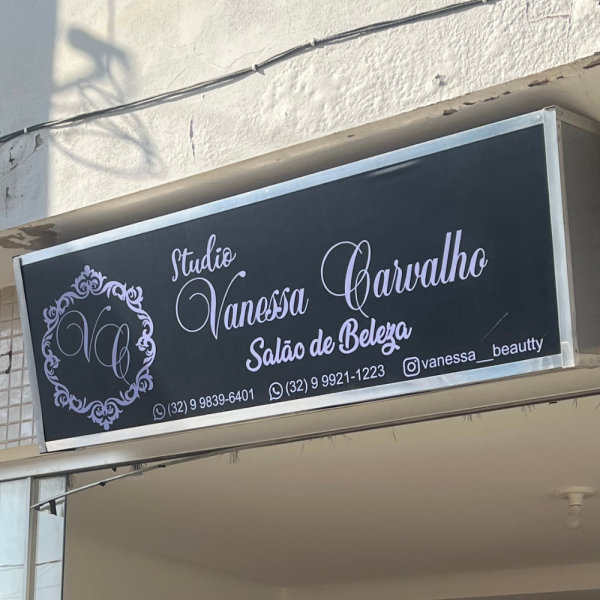 Studio
Vanessa Carvalho
Salão de Beleza
VC
(32) 9 9839-6401 (32) 9 9921-1223 vanessa__beautty